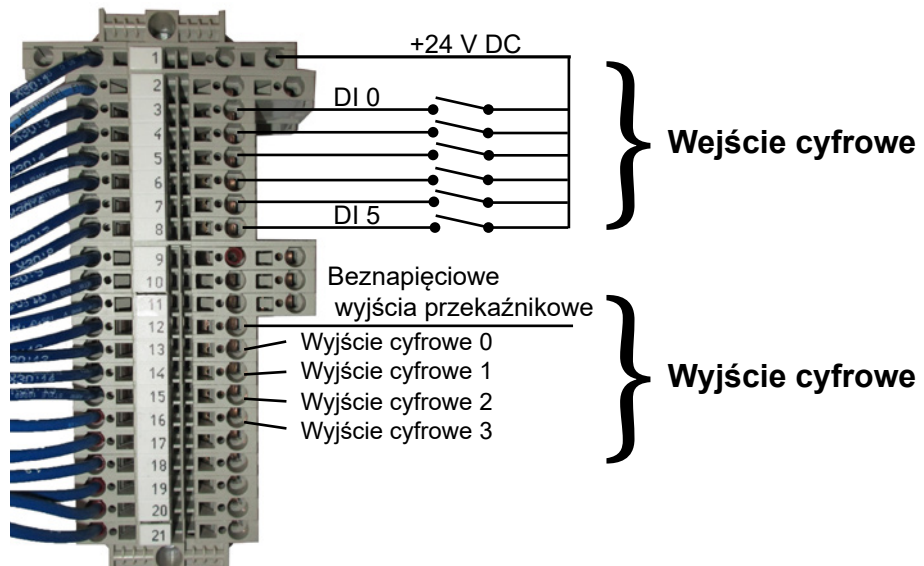 +24 V DC
DI 0
Wejście cyfrowe
DI 5
Beznapięciowe
wyjścia przekaźnikowe
Wyjście cyfrowe 0
Wyjście cyfrowe 1
Wyjście cyfrowe 2
Wyjście cyfrowe 3
Wyjście cyfrowe
1
2
3
4
5
6
7
8
9
10
11
12
13
14
15
16
17
18
19
20
21